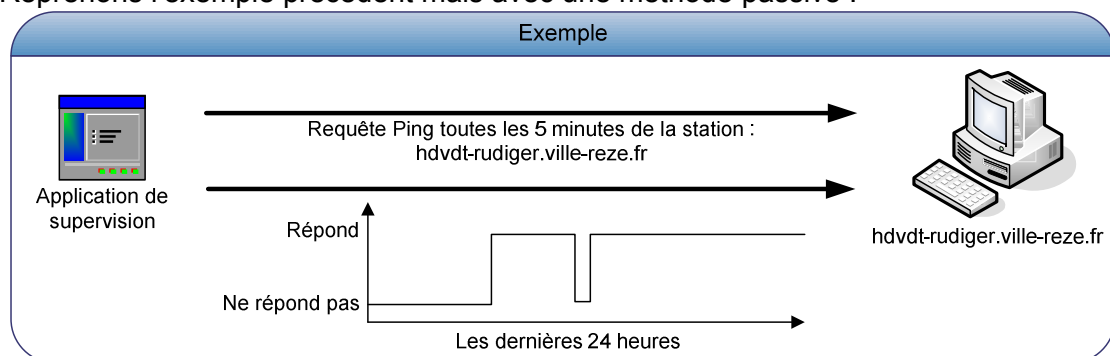 Reprenons l'exemple précédent mais avec une méthode passive :
Exemple
Requête Ping toutes les 5 minutes de la station :
hdvdt-rudiger.ville-reze.fr
Application de
supervision
Répond
Ne répond pas
Les dernières 24 heures
hdvdt-rudiger.ville-reze.fr